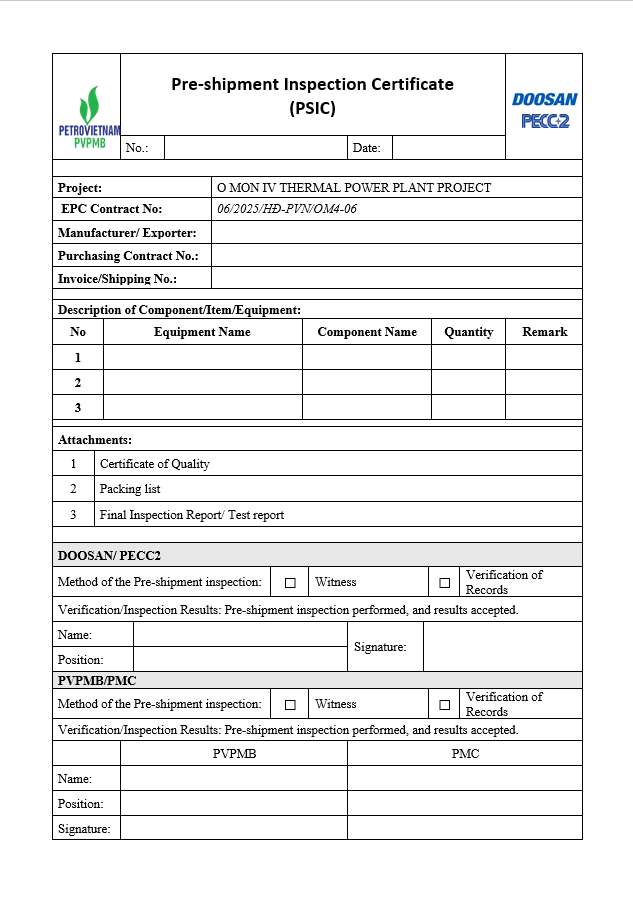 Pre-shipment Inspection Certificate
(PSIC)
PETROVIETNAM
PVPMB
DOOSAN
PECC2
No.: Date:
Project: O MON IV THERMAL POWER PLANT PROJECT
EPC Contract No: 06/2025/HĐ-PVN/OM4-06
Manufacturer/ Exporter:
Purchasing Contract No.:
Invoice/Shipping No.:
Description of Component/Item/Equipment:
No Equipment Name Component Name Quantity Remark
1
2
3
Attachments:
1 Certificate of Quality
2 Packing list
3 Final Inspection Report/ Test report
DOOSAN/ PECC2
Method of the Pre-shipment inspection: ☐ Witness ☐ Verification of
Records
Verification/Inspection Results: Pre-shipment inspection performed, and results accepted.
Name:
Signature:
Position:
PVPMB/PMC
Method of the Pre-shipment inspection: ☐ Witness ☐ Verification of
Records
Verification/Inspection Results: Pre-shipment inspection performed, and results accepted.
PVPMB PMC
Name:
Position:
Signature: